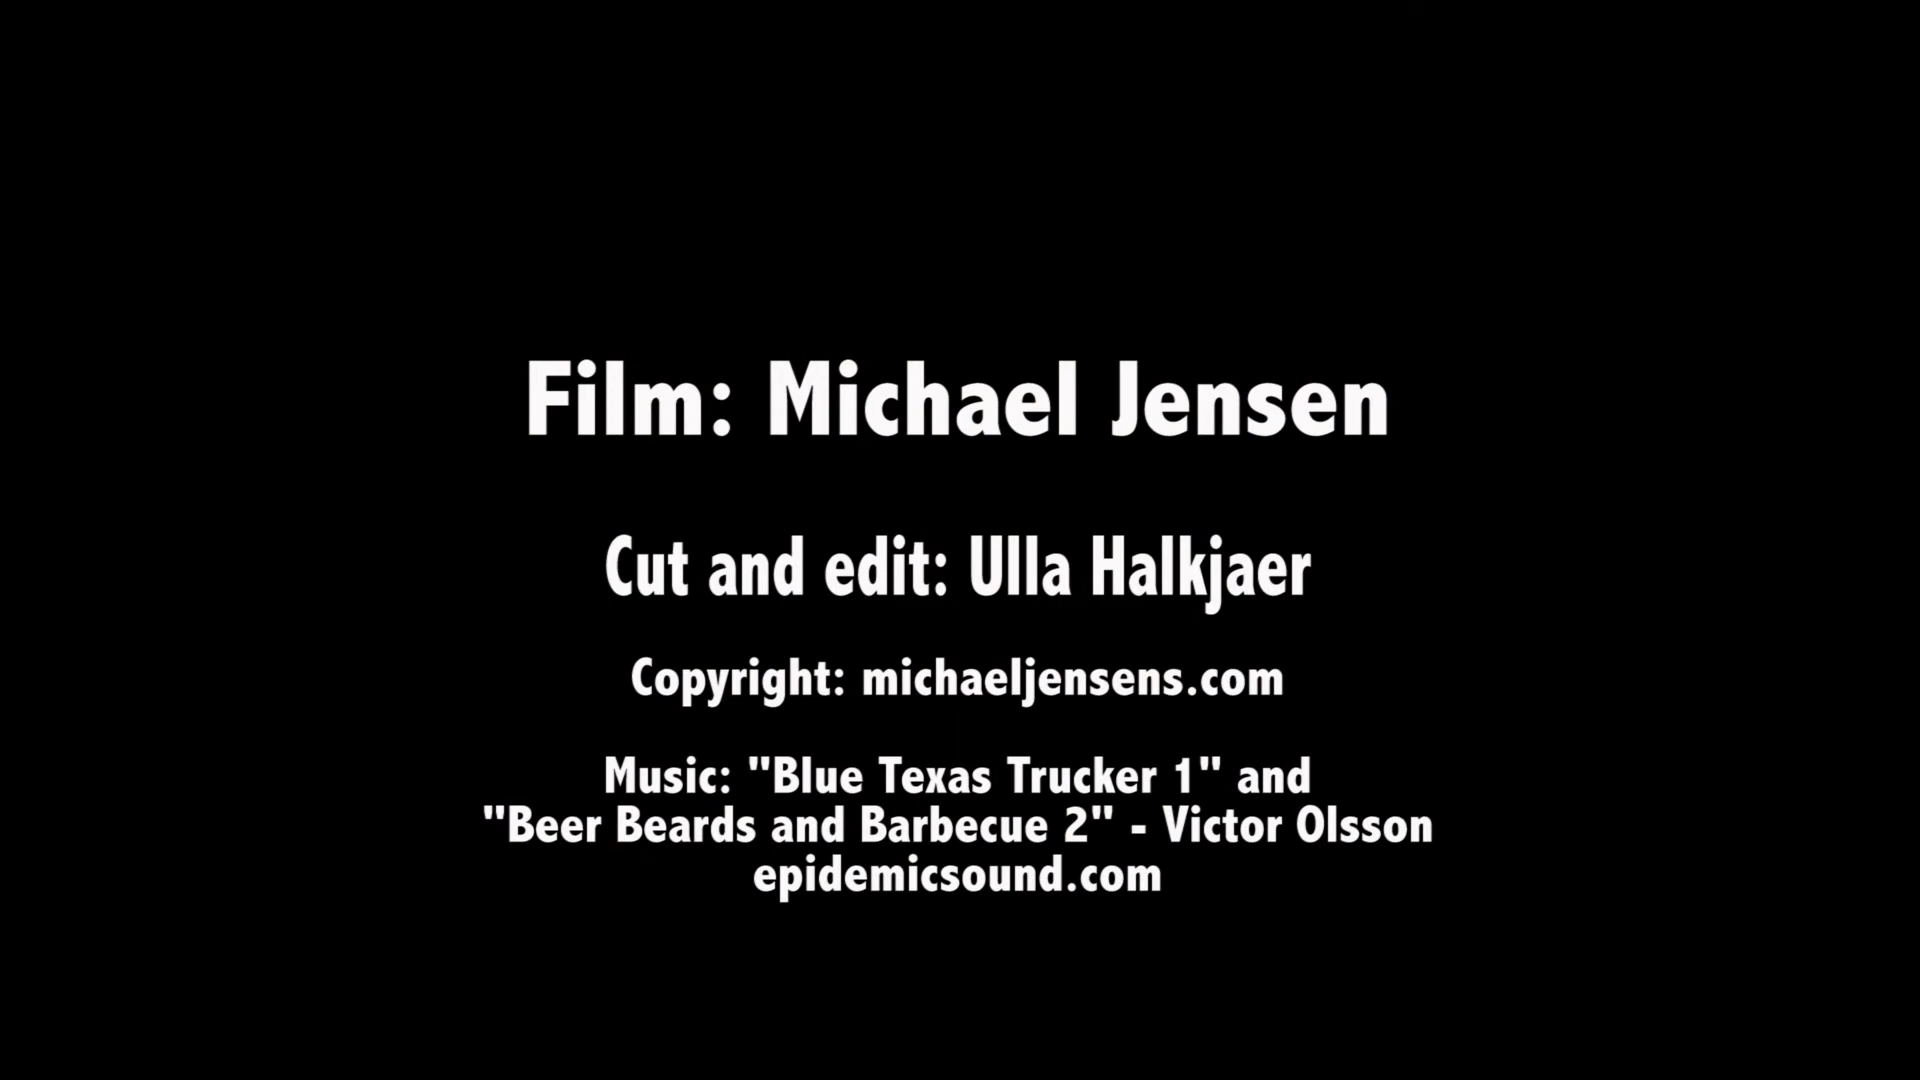 Film: Michael Jensen
Cut and edit: Ulla Halkjaer
Copyright: michaeljensens.com
Music: "Blue Texas Trucker 1" and
"Beer Beards and Barbecue 2" - Victor Olsson
epidemicsound.com